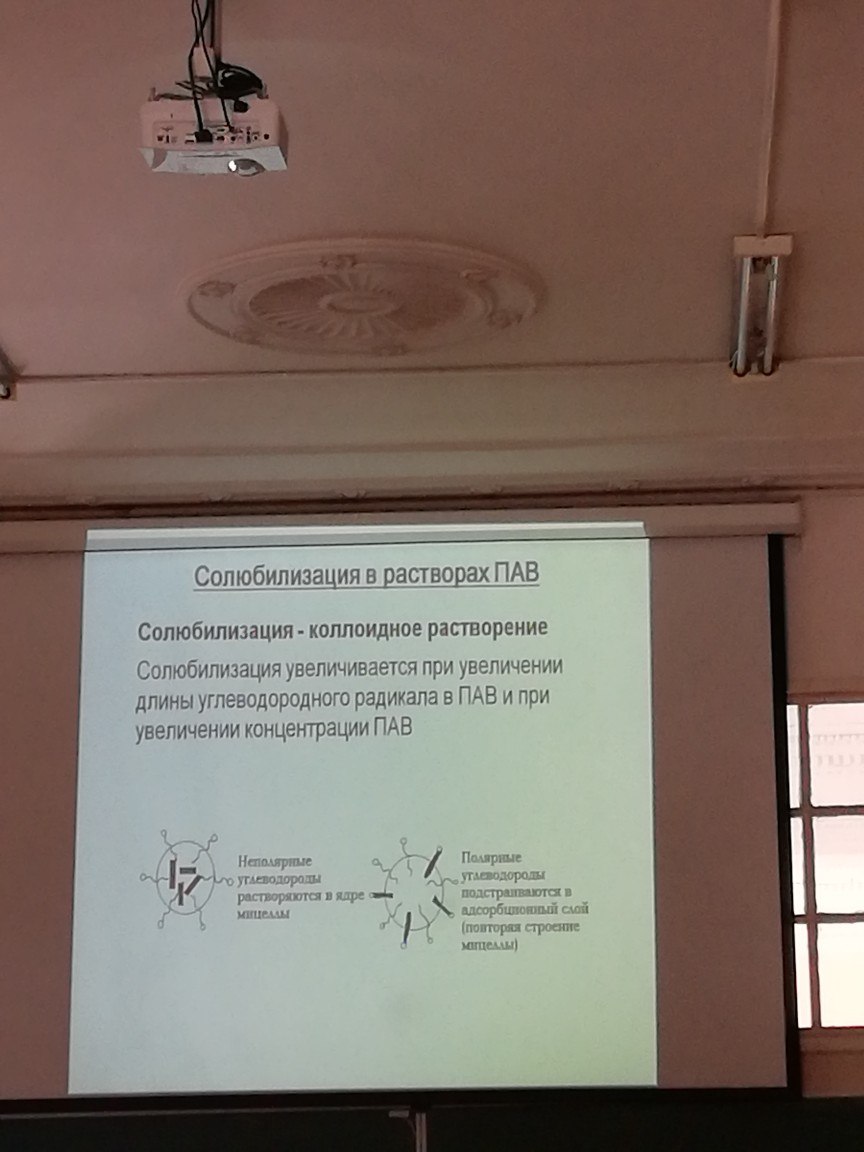 Солюбилизация в растворах ПАВ
Солюбилизация - коллоидное растворение
Солюбилизация увеличивается при увеличении
длины углеводородного радикала в ПАВ и при
увеличении концентрации ПАВ
Неполярные
углеводороды
растворяются в ядре
мицеллы
Полярные
углеводороды
подстраиваются в
адсорбционный слой
(повторяя строение
мицеллы)